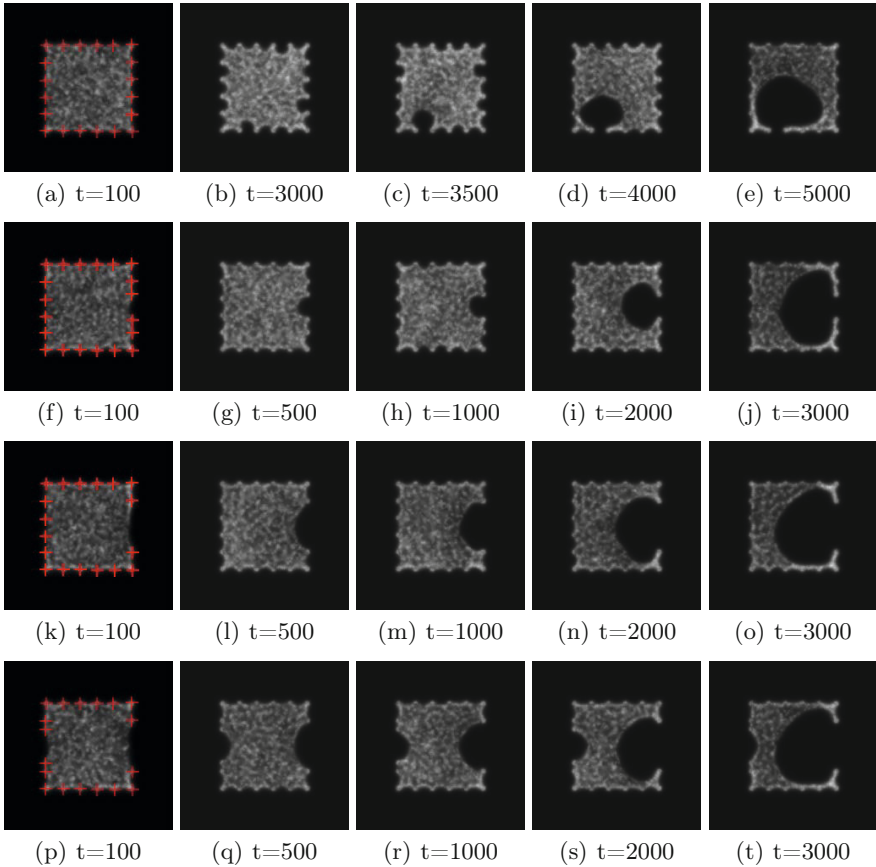 (a) t=100 (b) t=3000 (c) t=3500 (d) t=4000 (e) t=5000
(f) t=100 (g) t=500 (h) t=1000 (i) t=2000 (j) t=3000
(k) t=100 (l) t=500 (m) t=1000 (n) t=2000 (o) t=3000
(p) t=100 (q) t=500 (r) t=1000 (s) t=2000 (t) t=3000